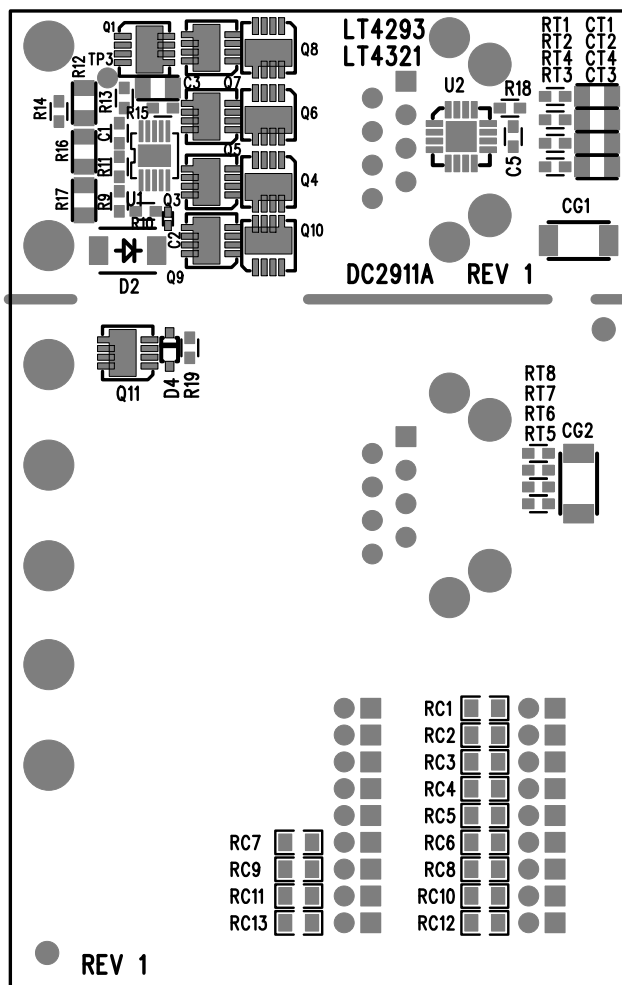 Q1
LT4293
LT4321
RT1 CT1
RT2 CT2
RT4 CT4
RT3 CT3
Q8
TP3
R12
C3
Q7
U2
R18
R14
R13
R15
Q6
C1
R16
Q5
C5
R11
Q4
R17
R9
U1
Q3
R10
C2
CG1
Q10
D2
Q9
DC2911A REV 1
Q11
D4
R19
RT8
RT7
RT6
RT5
CG2
RC1
RC2
RC3
RC4
RC5
RC7
RC6
RC9
RC8
RC11
RC10
RC13
RC12
REV 1